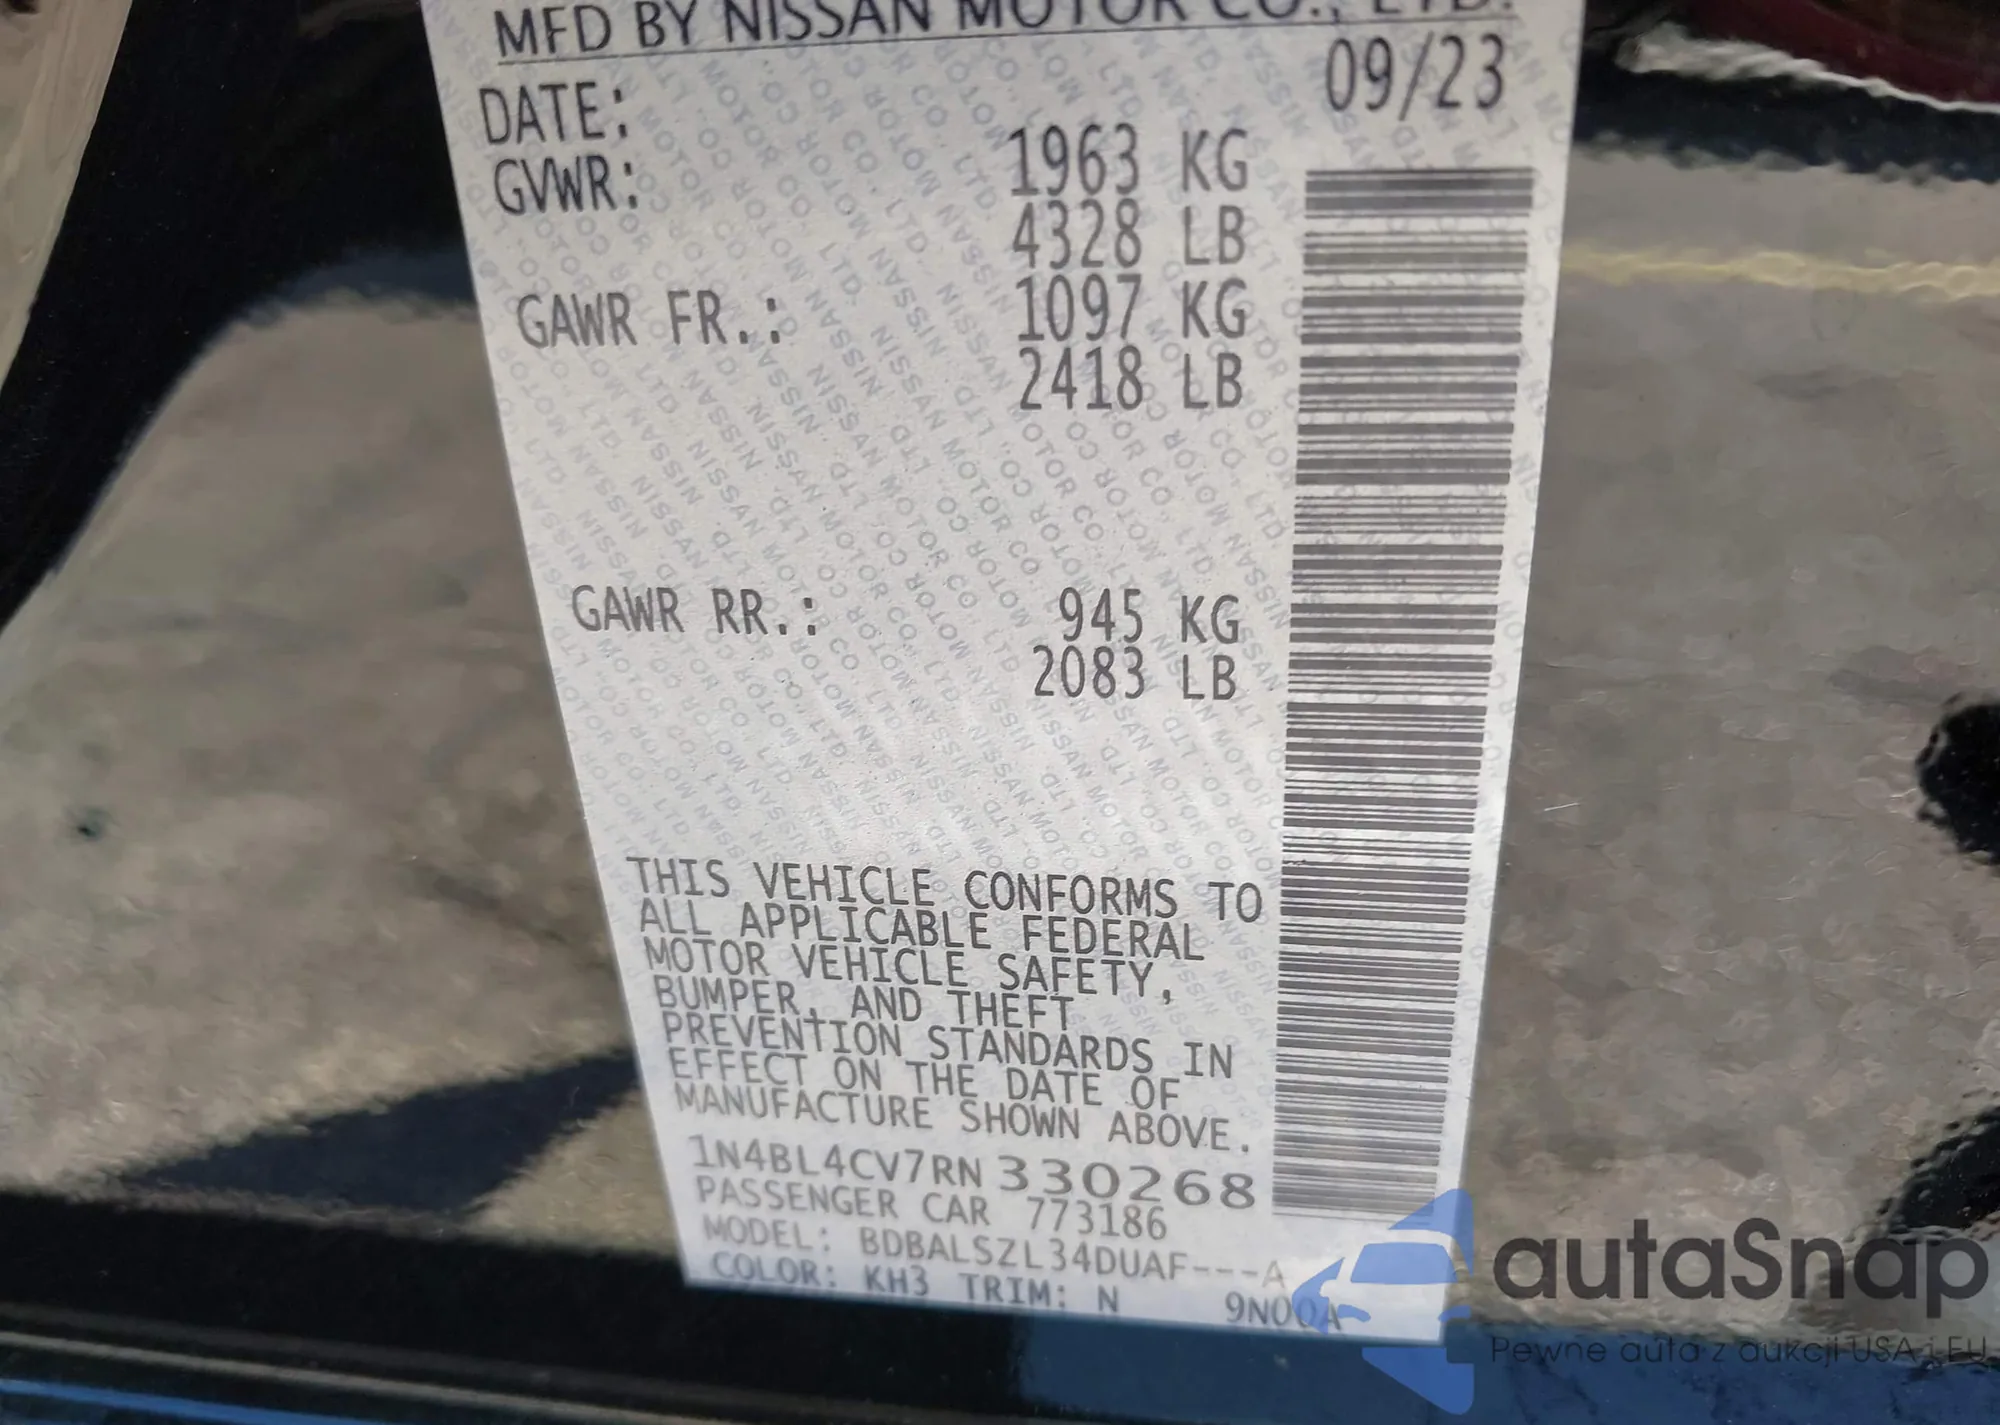 MFD BY NISSAN MOTOR CO., LTD.
DATE: 09/23
GVWR: 1963 KG
4328 LB
GAWR FR.: 1097 KG
2418 LB
GAWR RR.: 945 KG
2083 LB
THIS VEHICLE CONFORMS TO
ALL APPLICABLE FEDERAL
MOTOR VEHICLE SAFETY,
BUMPER, AND THEFT
PREVENTION STANDARDS IN
EFFECT ON THE DATE OF
MANUFACTURE SHOWN ABOVE.
1N4BL4CV7RN330268
PASSENGER CAR 773186
MODEL: BDBALSZL34DUAF---A
COLOR: KH3 TRIM: N 9N00A
autaSnap
Pewne auta z aukcji USA i EU